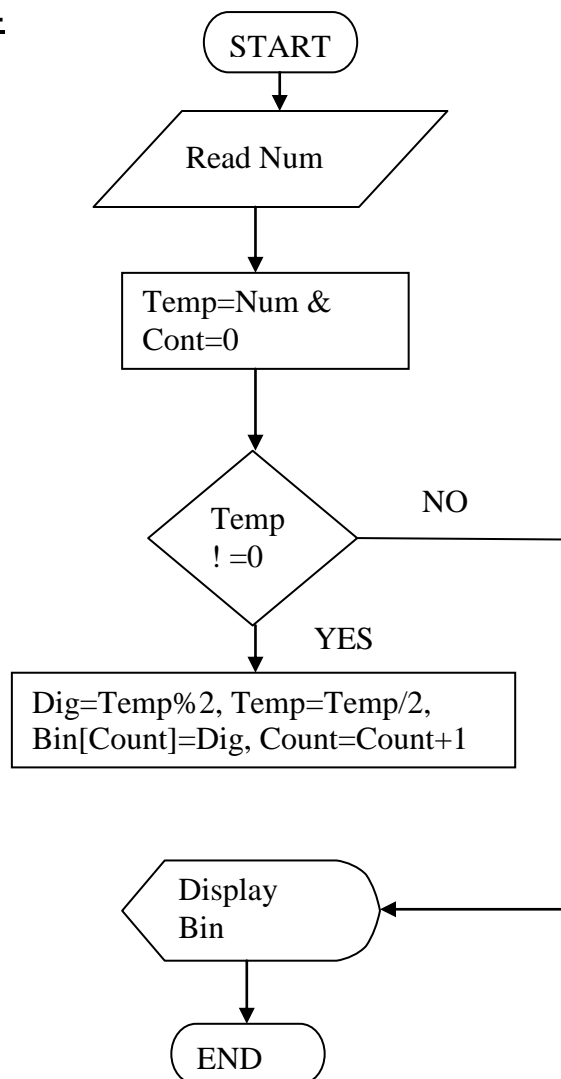 START
Read Num
Temp=Num &
Cont=0
Temp
! =0
NO
YES
Dig=Temp%2, Temp=Temp/2,
Bin[Count]=Dig, Count=Count+1
Display
Bin
END